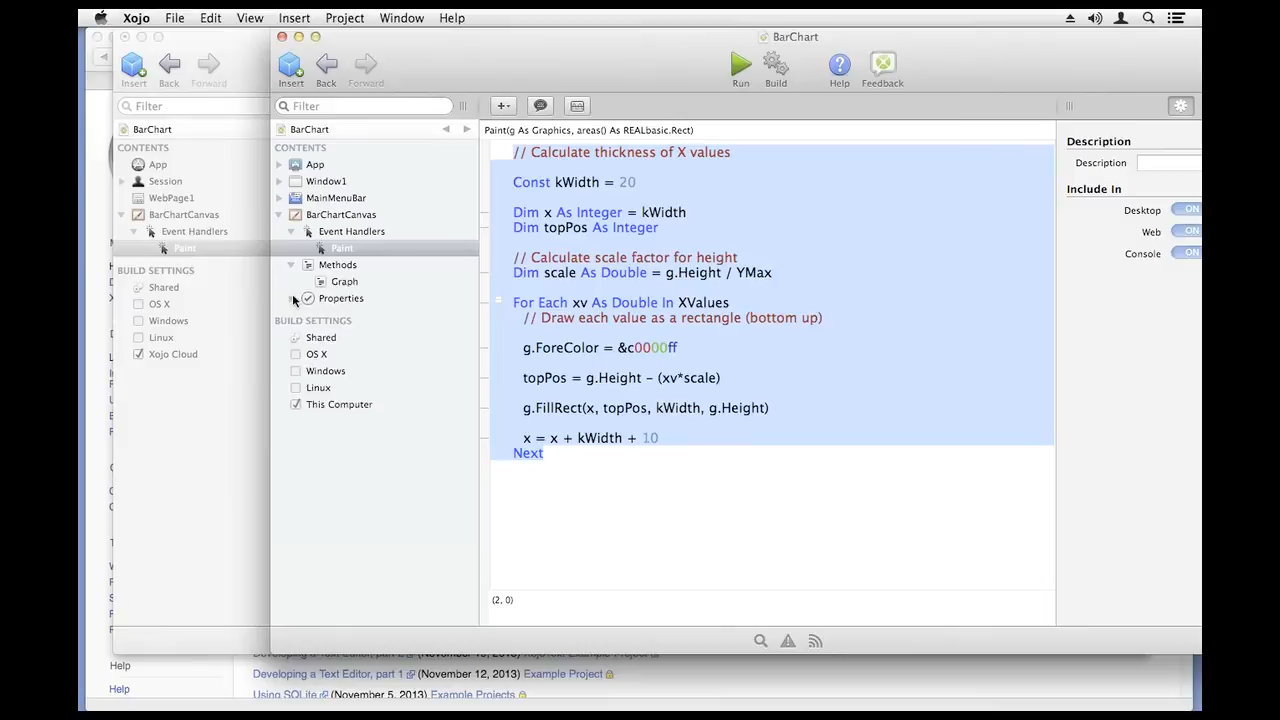 Xojo File Edit View Insert Project Window Help
BarChart
Insert Back Forward
Insert Back Forward
Run Build Help Feedback
Filter
Filter
BarChart
CONTENTS
App
Session
WebPage1
BarChartCanvas
Event Handlers
Paint
BUILD SETTINGS
Shared
OS X
Windows
Linux
Xojo Cloud
BarChart
CONTENTS
App
Window1
MainMenuBar
BarChartCanvas
Event Handlers
Paint
Methods
Graph
Properties
BUILD SETTINGS
Shared
OS X
Windows
Linux
This Computer
Paint(g As Graphics, areas() As REALbasic.Rect)
// Calculate thickness of X values
Const kWidth = 20
Dim x As Integer = kWidth
Dim topPos As Integer
// Calculate scale factor for height
Dim scale As Double = g.Height / YMax
For Each xv As Double In XValues
// Draw each value as a rectangle (bottom up)
g.ForeColor = &c0000ff
topPos = g.Height - (xv*scale)
g.FillRect(x, topPos, kWidth, g.Height)
x = x + kWidth + 10
Next
(2, 0)
Description
Description
Include In
Desktop ON
Web ON
Console ON
Help
Help
Developing a Text Editor, part 1 (November 12, 2013) Example Project
Using SQLite (November 5, 2013) Example Projects